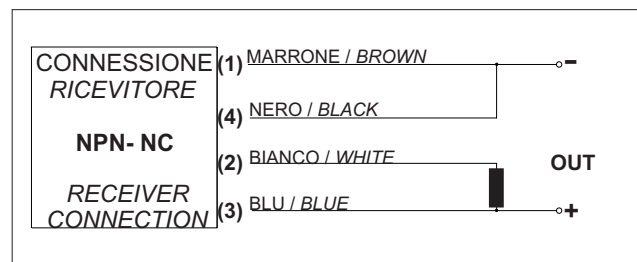 CONNESSIONE
RICEVITORE
NPN- NC
RECEIVER
CONNECTION
(1) MARRONE / BROWN
-
(4) NERO / BLACK
(2) BIANCO / WHITE
OUT
(3) BLU / BLUE
+